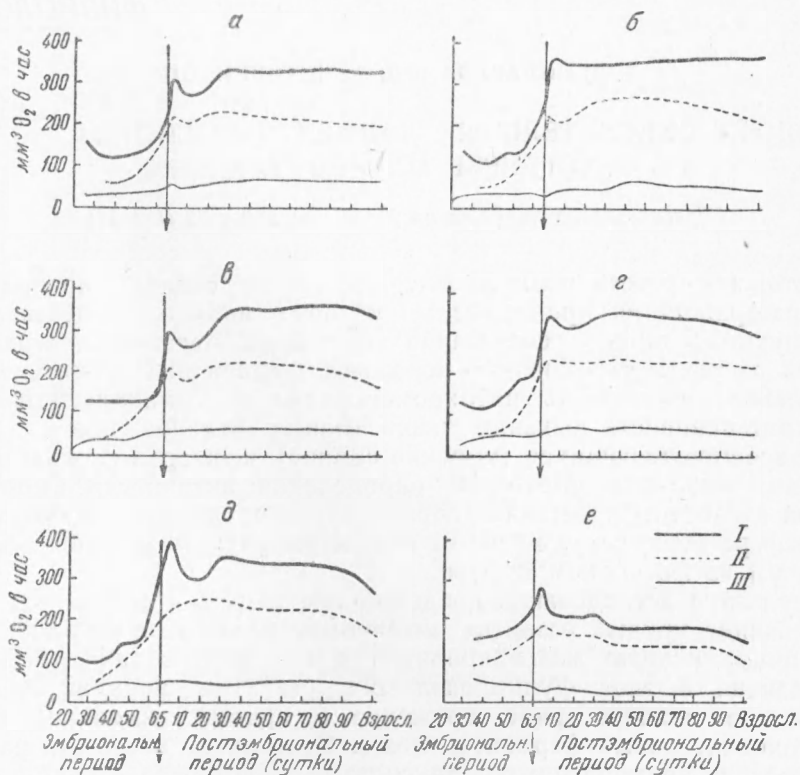 а
б
400
300
200
100
0
мм³ O₂ в час
в
г
400
300
200
100
0
мм³ O₂ в час
д
е
400
300
200
100
0
мм³ O₂ в час
I
II
III
20 30 40 50 65 10 20 30 40 50 60 70 80 90 Взросл.
20 30 40 50 65 10 20 30 40 50 60 70 80 90 Взросл.
Эмбриональн. период
Постэмбриональный период (сутки)
Эмбриональн. период
Постэмбриональный период (сутки)